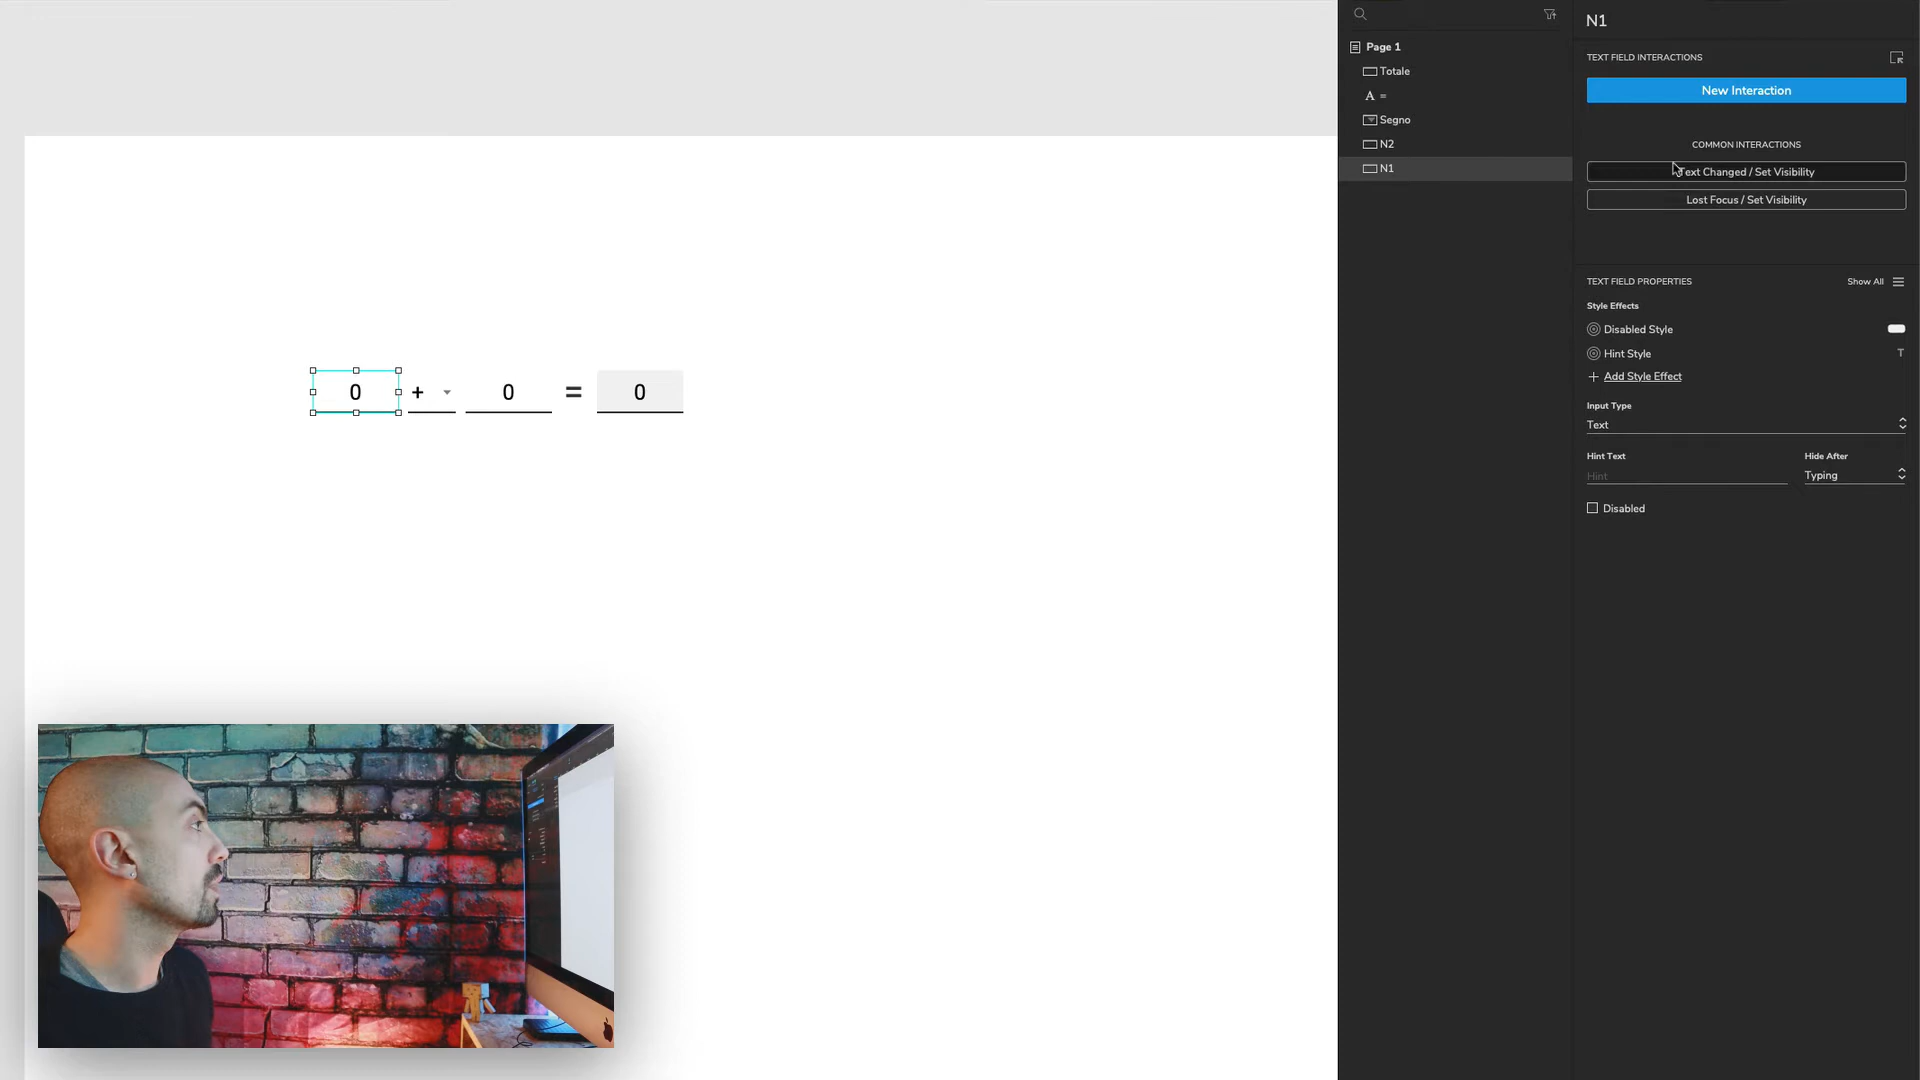 Page 1
Totale
A =
Segno
N2
N1
N1
TEXT FIELD INTERACTIONS
New Interaction
COMMON INTERACTIONS
Text Changed / Set Visibility
Lost Focus / Set Visibility
TEXT FIELD PROPERTIES Show All
Style Effects
Disabled Style
Hint Style T
Add Style Effect
Input Type
Text
Hint Text Hide After
Hint Typing
Disabled
0 + 0 = 0